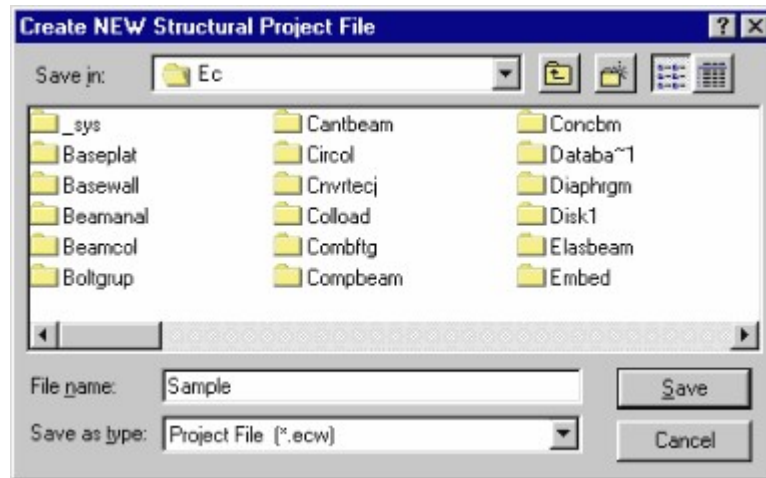 Create NEW Structural Project File
Save in: Ec
_sys Cantbeam Concbm
Baseplat Circol Databa~1
Basewall Cnvrtecj Diaphrgm
Beamanal Colload Disk1
Beamcol Combftg Elasbeam
Boltgrup Compbeam Embed
File name: Sample Save
Save as type: Project File (*.ecw) Cancel